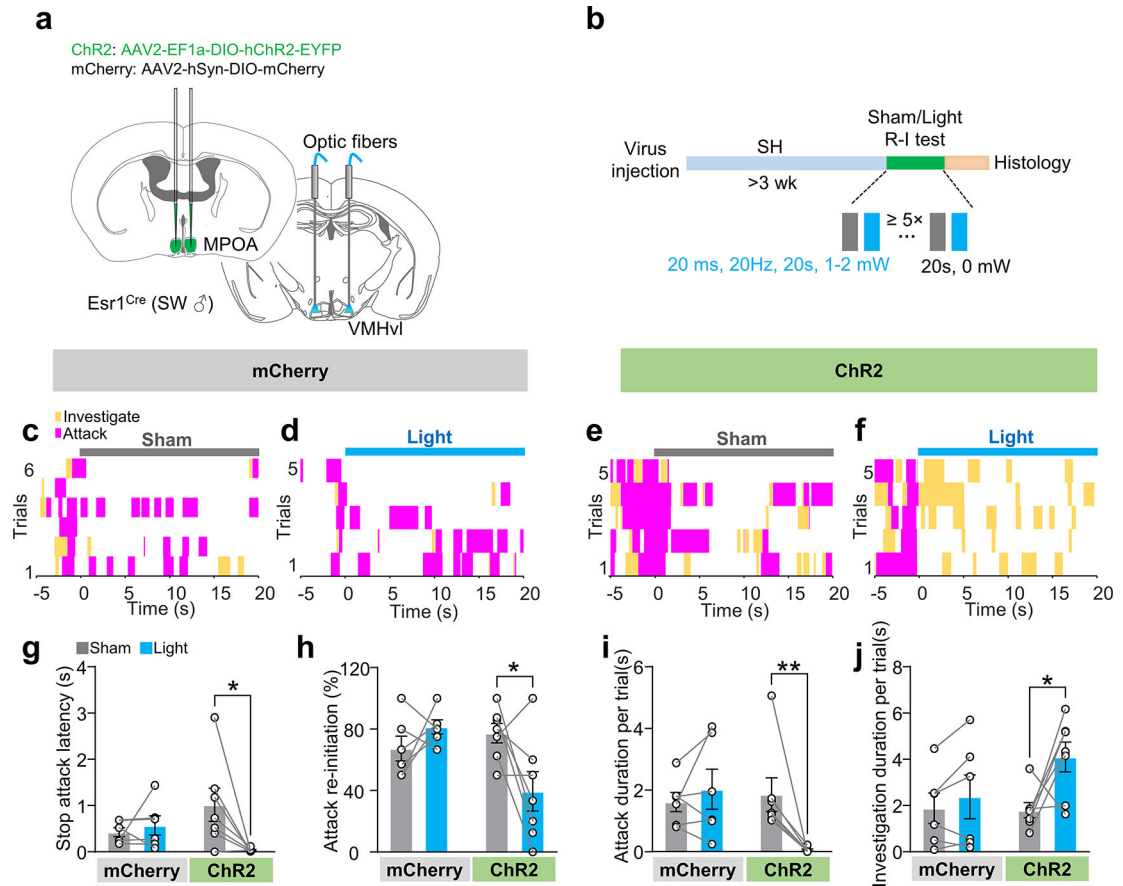 a
ChR2: AAV2-EF1a-DIO-hChR2-EYFP
mCherry: AAV2-hSyn-DIO-mCherry
Optic fibers
MPOA
Esr1Cre (SW ♂)
VMHvl
b
Sham/Light
R-I test
Virus
injection
SH
>3 wk
Histology
≥ 5×
...
20 ms, 20Hz, 20s, 1-2 mW
20s, 0 mW
mCherry
ChR2
Investigate
Attack
c
Sham
6
Trials
1
-5 0 5 10 15 20
Time (s)
d
Light
5
Trials
1
-5 0 5 10 15 20
Time (s)
e
Sham
5
Trials
1
-5 0 5 10 15 20
Time (s)
f
Light
5
Trials
1
-5 0 5 10 15 20
Time (s)
Sham Light
g
Stop attack latency (s)
4
3
2
1
0
*
mCherry ChR2
h
Attack re-initiation (%)
120
80
40
0
*
mCherry ChR2
i
Attack duration per trial(s)
6
4
2
0
**
mCherry ChR2
j
Investigation duration per trial(s)
8
6
4
2
0
*
mCherry ChR2